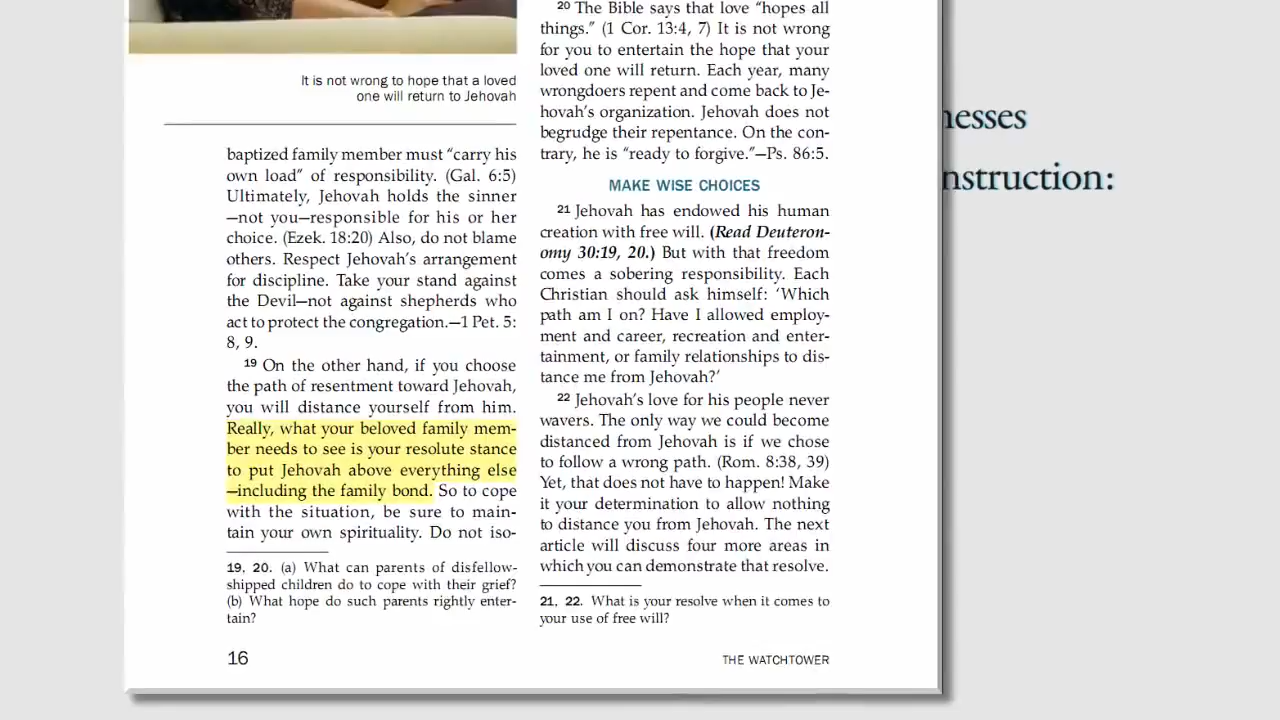 It is not wrong to hope that a loved
one will return to Jehovah
baptized family member must “carry his
own load” of responsibility. (Gal. 6:5)
Ultimately, Jehovah holds the sinner
—not you—responsible for his or her
choice. (Ezek. 18:20) Also, do not blame
others. Respect Jehovah’s arrangement
for discipline. Take your stand against
the Devil—not against shepherds who
act to protect the congregation.—1 Pet. 5:
8, 9.
19 On the other hand, if you choose
the path of resentment toward Jehovah,
you will distance yourself from him.
Really, what your beloved family mem-
ber needs to see is your resolute stance
to put Jehovah above everything else
—including the family bond. So to cope
with the situation, be sure to main-
tain your own spirituality. Do not iso-
19, 20. (a) What can parents of disfellow-
shipped children do to cope with their grief?
(b) What hope do such parents rightly enter-
tain?
16
20 The Bible says that love “hopes all
things.” (1 Cor. 13:4, 7) It is not wrong
for you to entertain the hope that your
loved one will return. Each year, many
wrongdoers repent and come back to Je-
hovah’s organization. Jehovah does not
begrudge their repentance. On the con-
trary, he is “ready to forgive.”—Ps. 86:5.
MAKE WISE CHOICES
21 Jehovah has endowed his human
creation with free will. (Read Deuteron-
omy 30:19, 20.) But with that freedom
comes a sobering responsibility. Each
Christian should ask himself: ‘Which
path am I on? Have I allowed employ-
ment and career, recreation and enter-
tainment, or family relationships to dis-
tance me from Jehovah?’
22 Jehovah’s love for his people never
wavers. The only way we could become
distanced from Jehovah is if we chose
to follow a wrong path. (Rom. 8:38, 39)
Yet, that does not have to happen! Make
it your determination to allow nothing
to distance you from Jehovah. The next
article will discuss four more areas in
which you can demonstrate that resolve.
21, 22. What is your resolve when it comes to
your use of free will?
THE WATCHTOWER
nesses
nstruction: